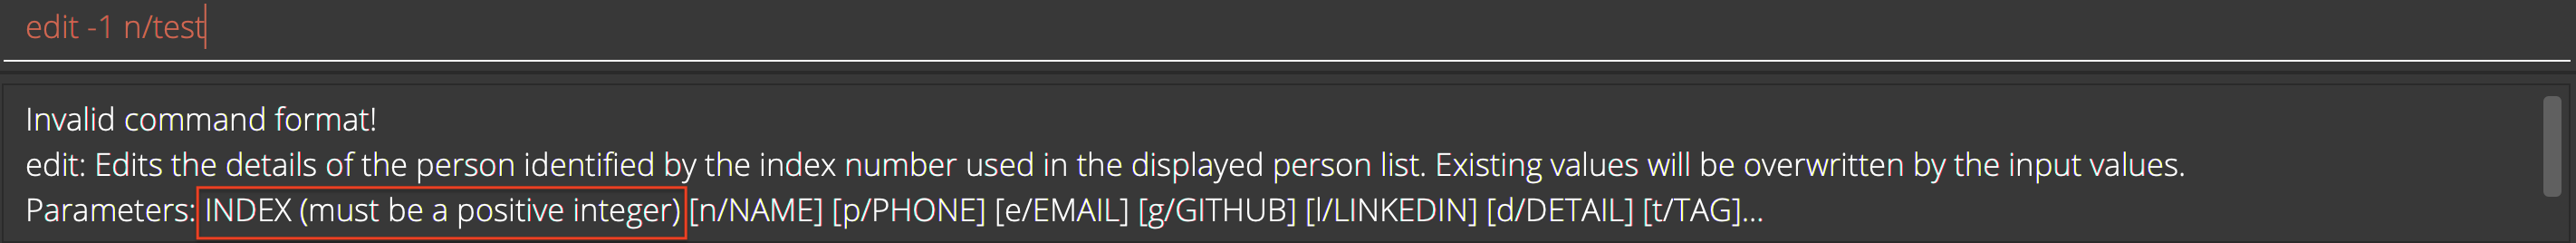 edit -1 n/test
Invalid command format!
edit: Edits the details of the person identified by the index number used in the displayed person list. Existing values will be overwritten by the input values.
Parameters: INDEX (must be a positive integer) [n/NAME] [p/PHONE] [e/EMAIL] [g/GITHUB] [l/LINKEDIN] [d/DETAIL] [t/TAG]...